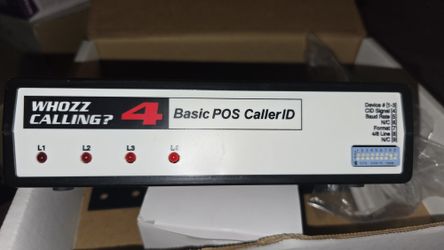 WHOZZ
CALLING?
4
Basic POS CallerID
Device # [1-3]
CID Signal [4]
Baud Rate [5]
N/C [6]
Format [7]
4/8 Line [8]
N/C [9]
L1 L2 L3 L4